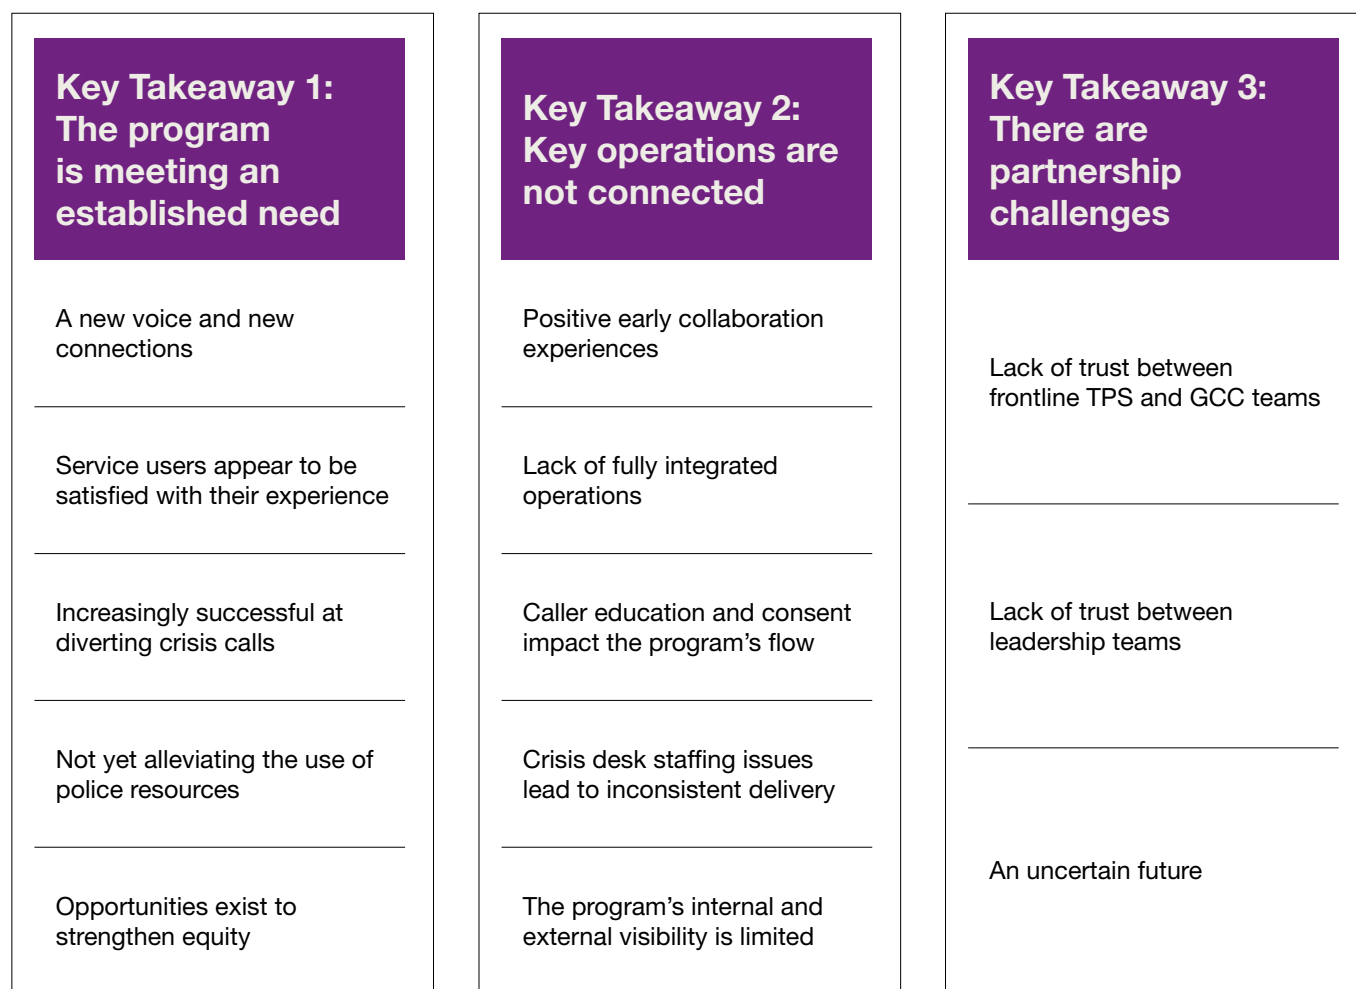 Key Takeaway 1:
The program
is meeting an
established need
A new voice and new
connections
Service users appear to be
satisfied with their experience
Increasingly successful at
diverting crisis calls
Not yet alleviating the use of
police resources
Opportunities exist to
strengthen equity
Key Takeaway 2:
Key operations are
not connected
Positive early collaboration
experiences
Lack of fully integrated
operations
Caller education and consent
impact the program’s flow
Crisis desk staffing issues
lead to inconsistent delivery
The program’s internal and
external visibility is limited
Key Takeaway 3:
There are
partnership
challenges
Lack of trust between
frontline TPS and GCC teams
Lack of trust between
leadership teams
An uncertain future